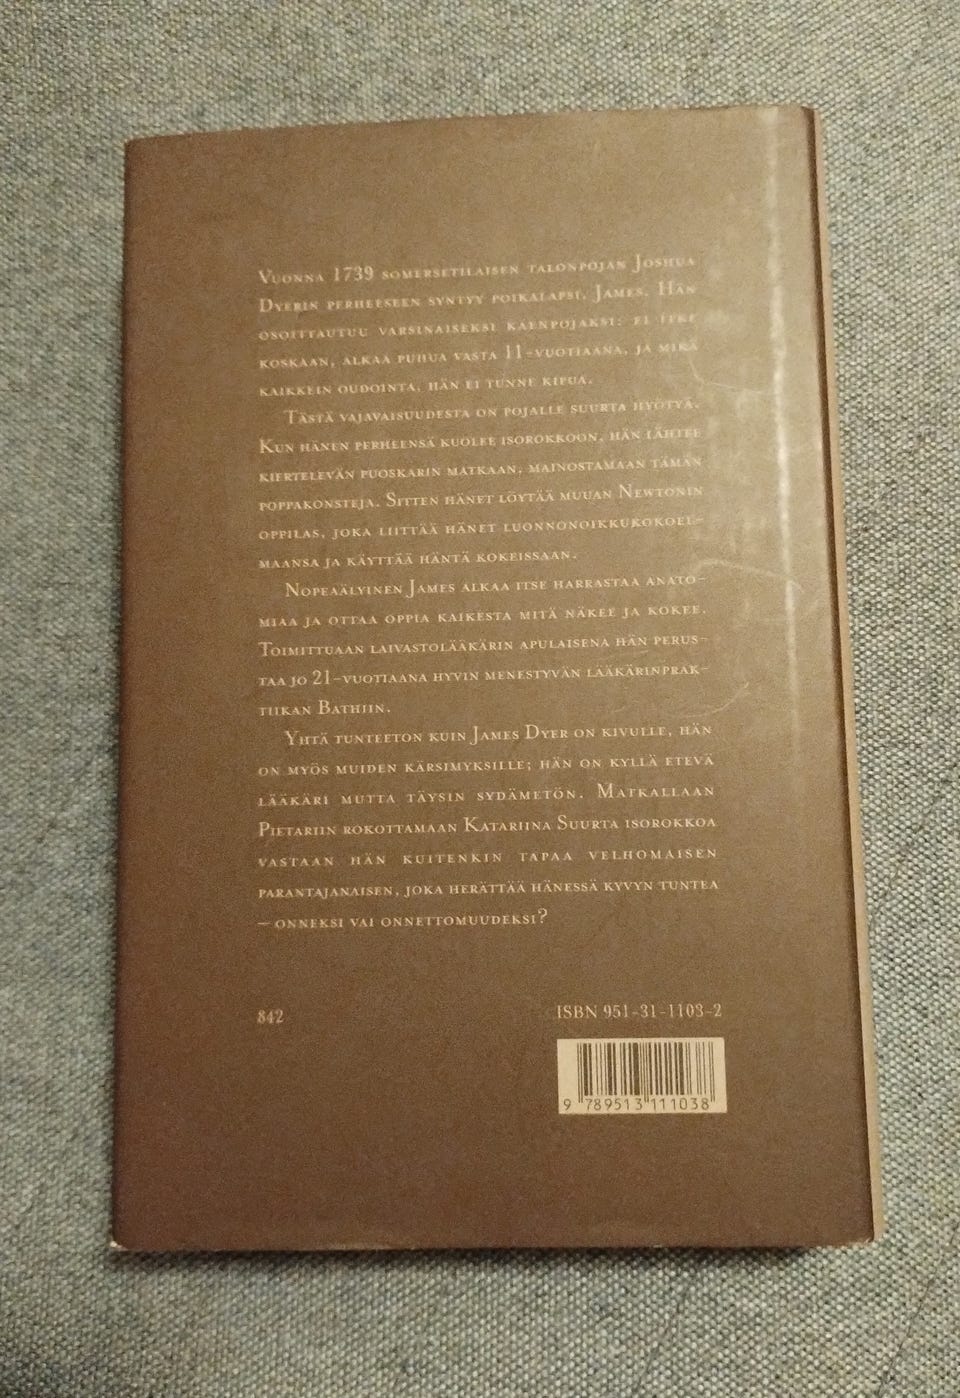 Vuonna 1739 somersetilaisen talonpojan Joshua
Dyerin perheeseen syntyy poikalapsi, James. Hän
osoittautuu varsinaiseksi käenpojaksi: ei itke
koskaan, alkaa puhua vasta 11-vuotiaana, ja mikä
kaikkein oudointa, hän ei tunne kipua.
Tästä vajavaisuudesta on pojalle suurta hyötyä.
Kun hänen perheensä kuolee isorokkoon, hän lähtee
kiertelevän puoskarin matkaan, mainostamaan tämän
poppakonsteja. Sitten hänet löytää muuan Newtonin
oppilas, joka liittää hänet luonnonoikkukokoel-
maansa ja käyttää häntä kokeissaan.
Nopeaälyinen James alkaa itse harrastaa anato-
miaa ja ottaa oppia kaikesta mitä näkee ja kokee.
Toimittuaan laivastolääkärin apulaisena hän perus-
taa jo 21-vuotiaana hyvin menestyvän lääkärinprak-
tiikan Bathiin.
Yhtä tunteeton kuin James Dyer on kivulle, hän
on myös muiden kärsimyksille; hän on kyllä etevä
lääkäri mutta täysin sydämetön. Matkallaan
Pietariin rokottamaan Katariina Suurta isorokkoa
vastaan hän kuitenkin tapaa velhomaisen
parantajanaisen, joka herättää hänessä kyvyn tuntea
– onneksi vai onnettomuudeksi?
842
ISBN 951-31-1103-2
9 789513 111038